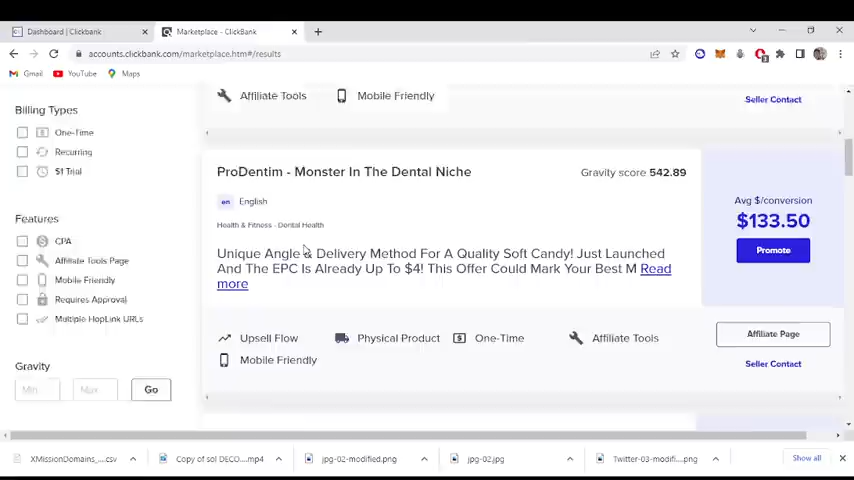 Dashboard | Clickbank
Marketplace - ClickBank
accounts.clickbank.com/marketplace.htm#/results
3
Gmail
YouTube
Maps
Billing Types
One-Time
Recurring
$1 Trial
Features
CPA
Affiliate Tools Page
Mobile Friendly
Requires Approval
Multiple HopLink URLs
Gravity
Min
Max
Go
Affiliate Tools
Mobile Friendly
Seller Contact
ProDentim - Monster In The Dental Niche
Gravity score 542.89
en English
Health & Fitness - Dental Health
Unique Angle & Delivery Method For A Quality Soft Candy! Just Launched
And The EPC Is Already Up To $4! This Offer Could Mark Your Best M Read
more
Avg $/conversion
$133.50
Promote
Upsell Flow
Physical Product
One-Time
Affiliate Tools
Mobile Friendly
Affiliate Page
Seller Contact
XMissionDomains_....csv
Copy of sol DECO....mp4
jpg-02-modified.png
jpg-02.jpg
Twitter-03-modifi....png
Show all